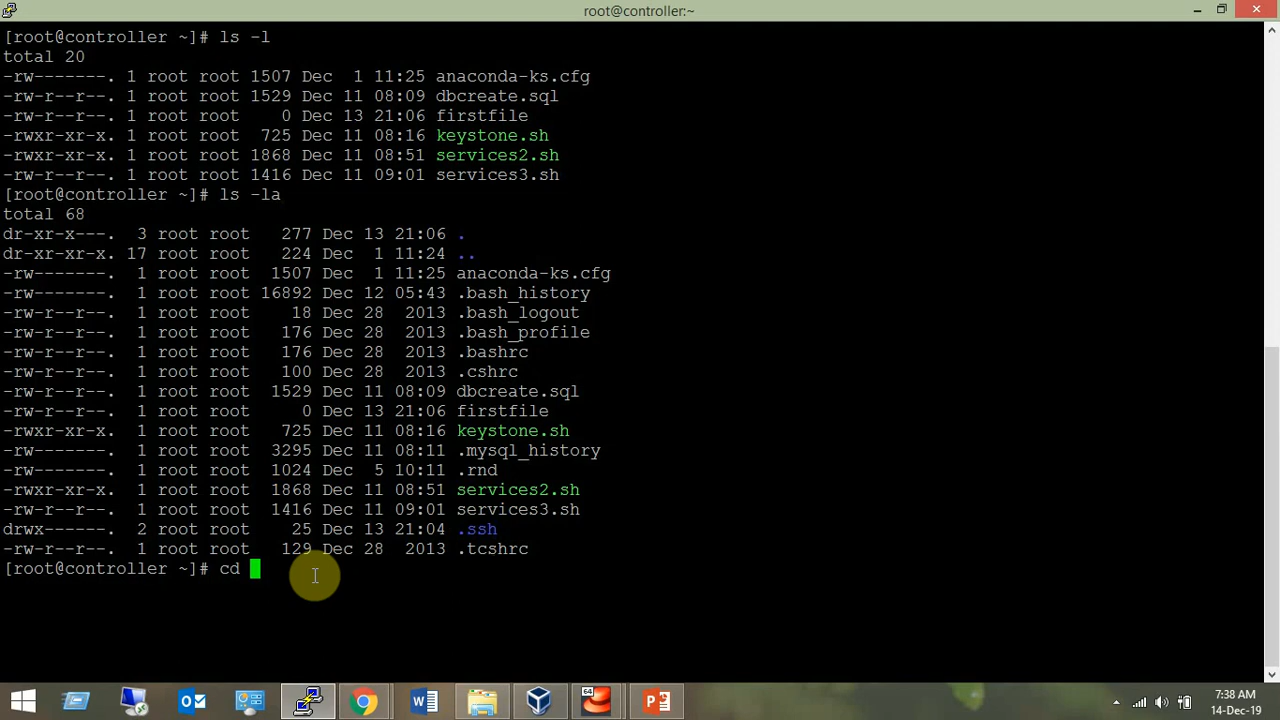 root@controller:~
[root@controller ~]# ls -l
total 20
-rw-------. 1 root root 1507 Dec  1 11:25 anaconda-ks.cfg
-rw-r--r--. 1 root root 1529 Dec 11 08:09 dbcreate.sql
-rw-r--r--. 1 root root    0 Dec 13 21:06 firstfile
-rwxr-xr-x. 1 root root  725 Dec 11 08:16 keystone.sh
-rwxr-xr-x. 1 root root 1868 Dec 11 08:51 services2.sh
-rw-r--r--. 1 root root 1416 Dec 11 09:01 services3.sh
[root@controller ~]# ls -la
total 68
dr-xr-x---.  3 root root   277 Dec 13 21:06 .
dr-xr-xr-x. 17 root root   224 Dec  1 11:24 ..
-rw-------.  1 root root  1507 Dec  1 11:25 anaconda-ks.cfg
-rw-------.  1 root root 16892 Dec 12 05:43 .bash_history
-rw-r--r--.  1 root root    18 Dec 28  2013 .bash_logout
-rw-r--r--.  1 root root   176 Dec 28  2013 .bash_profile
-rw-r--r--.  1 root root   176 Dec 28  2013 .bashrc
-rw-r--r--.  1 root root   100 Dec 28  2013 .cshrc
-rw-r--r--.  1 root root  1529 Dec 11 08:09 dbcreate.sql
-rw-r--r--.  1 root root     0 Dec 13 21:06 firstfile
-rwxr-xr-x.  1 root root   725 Dec 11 08:16 keystone.sh
-rw-------.  1 root root  3295 Dec 11 08:11 .mysql_history
-rw-------.  1 root root  1024 Dec  5 10:11 .rnd
-rwxr-xr-x.  1 root root  1868 Dec 11 08:51 services2.sh
-rw-r--r--.  1 root root  1416 Dec 11 09:01 services3.sh
drwx------.  2 root root    25 Dec 13 21:04 .ssh
-rw-r--r--.  1 root root   129 Dec 28  2013 .tcshrc
[root@controller ~]# cd
64
7:38 AM
14-Dec-19